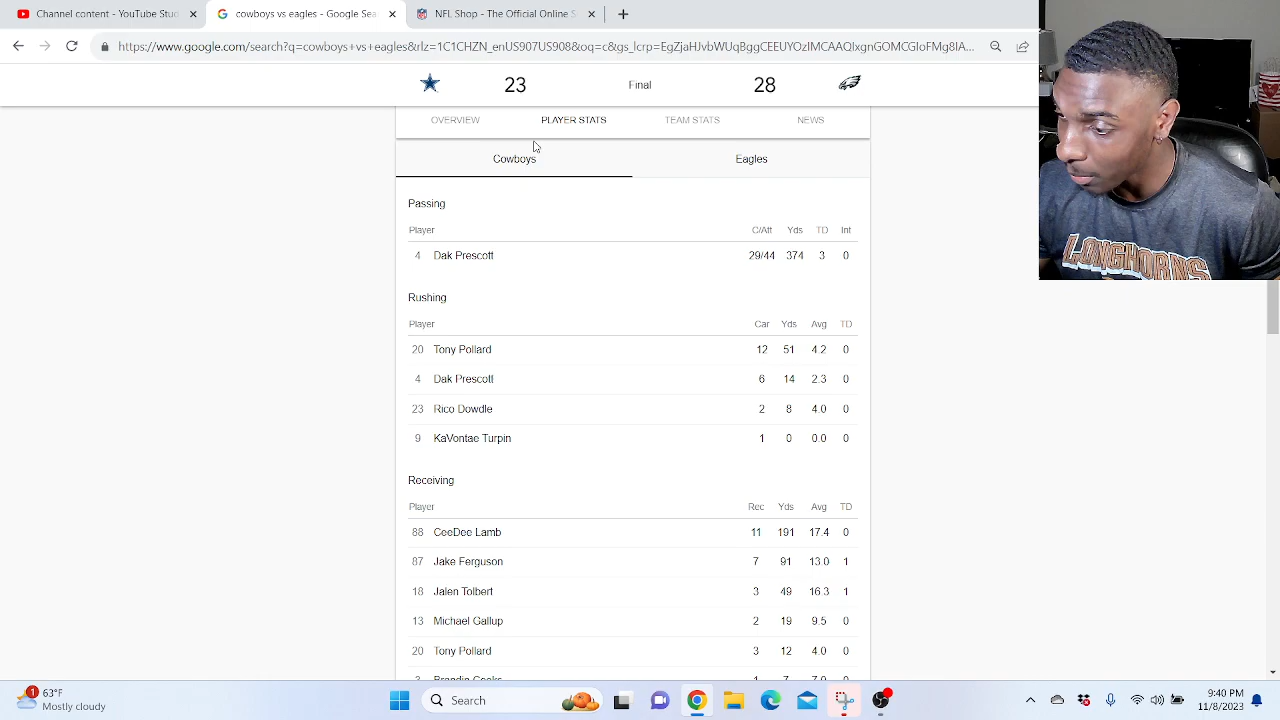 Channel content - YouTube Stud
cowboys vs eagles - Google Sea
NFL Shop - The Official Online S
23 Final 28
OVERVIEW PLAYER STATS TEAM STATS NEWS
Cowboys Eagles
Passing
Player C/Att Yds TD Int
4 Dak Prescott 29/44 374 3 0
Rushing
Player Car Yds Avg TD
20 Tony Pollard 12 51 4.2 0
4 Dak Prescott 6 14 2.3 0
23 Rico Dowdle 2 8 4.0 0
9 KaVontae Turpin 1 0 0.0 0
Receiving
Player Rec Yds Avg TD
88 CeeDee Lamb 11 191 17.4 0
87 Jake Ferguson 7 91 13.0 1
18 Jalen Tolbert 3 49 16.3 1
13 Michael Gallup 2 19 9.5 0
20 Tony Pollard 3 12 4.0 0
LONGHORNS
1
63°F
Mostly cloudy
Search
9:40 PM
11/8/2023